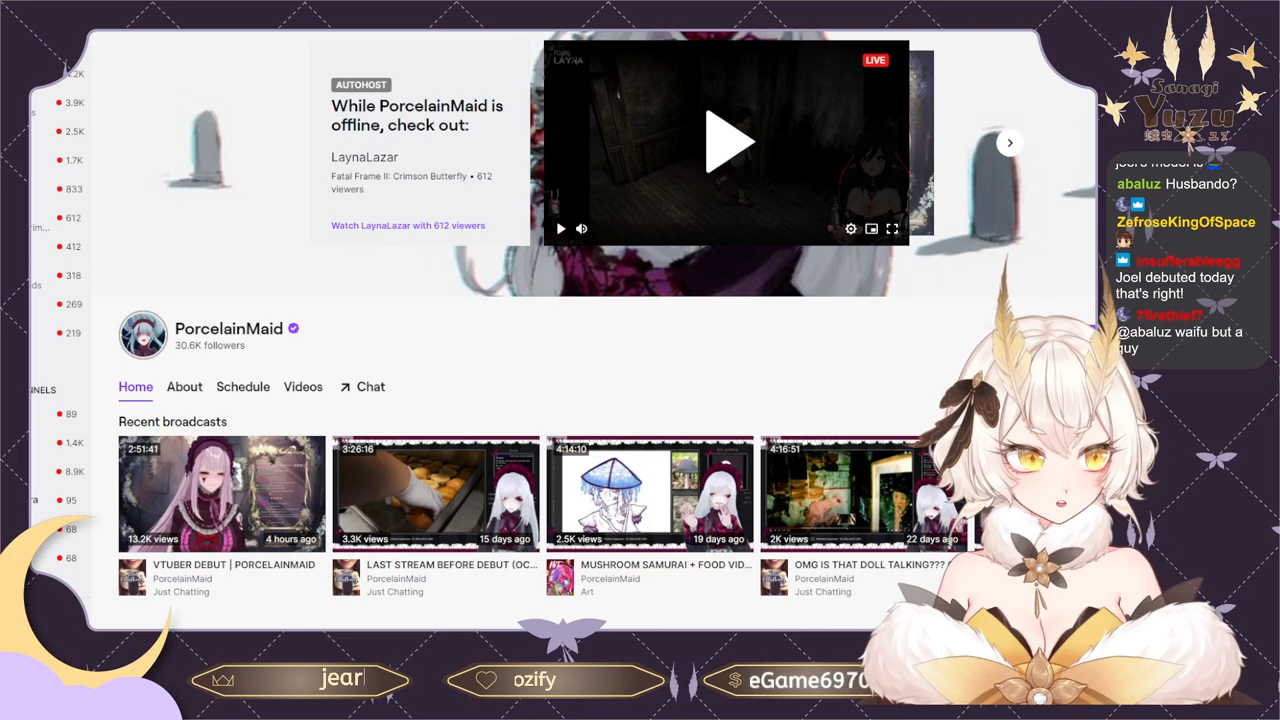 .2K
3.9K
2.5K
1.7K
833
612
412
318
269
219
NNELS
89
1.4K
8.9K
95
68
68
AUTOHOST
While PorcelainMaid is
offline, check out:
LaynaLazar
Fatal Frame II: Crimson Butterfly • 612
viewers
Watch LaynaLazar with 612 viewers
LAYNA
LIVE
PorcelainMaid
30.6K followers
Home About Schedule Videos Chat
Recent broadcasts
2:51:41
13.2K views
4 hours ago
VTUBER DEBUT | PORCELAINMAID
PorcelainMaid
Just Chatting
3:26:16
3.3K views
15 days ago
LAST STREAM BEFORE DEBUT (OC...
PorcelainMaid
Just Chatting
4:14:10
2.5K views
19 days ago
MUSHROOM SAMURAI + FOOD VID...
PorcelainMaid
Art
4:16:51
2K views
22 days ago
OMG IS THAT DOLL TALKING???
PorcelainMaid
Just Chatting
Sanagi
Yuzu
joel's model is
abaluz Husbando?
ZefroseKingOfSpace
insufferableegg
Joel debuted today
that's right!
7firethief7
@abaluz waifu but a
guy
jear
ozify
$ eGame6970